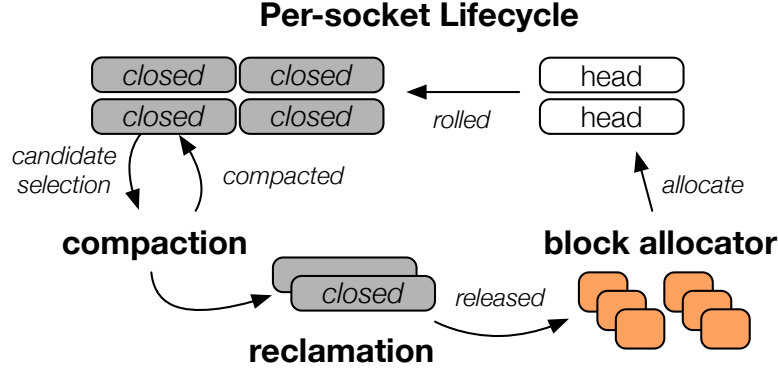 Per-socket Lifecycle
closed closed head
closed closed head
rolled
candidate
selection
compacted
allocate
compaction
block allocator
closed
released
reclamation